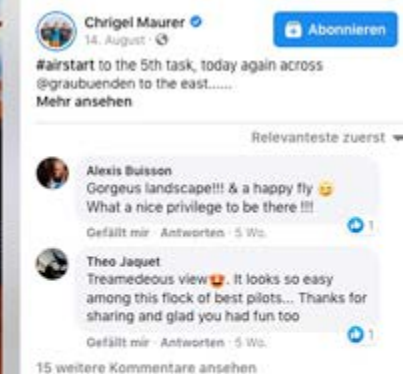 Chrigel Maurer
14. August
Abonnieren
#airstart to the 5th task, today again across
@graubuenden to the east......
Mehr ansehen
Relevanteste zuerst
Alexis Buisson
Gorgeus landscape!!! & a happy fly 😉
What a nice privilege to be there !!!!
Gefällt mir · Antworten · 5 Wo.
1
Theo Jaquet
Treamedeous view🤩. It looks so easy
among this flock of best pilots... Thanks for
sharing and glad you had fun too
Gefällt mir · Antworten · 5 Wo.
1
15 weitere Kommentare ansehen